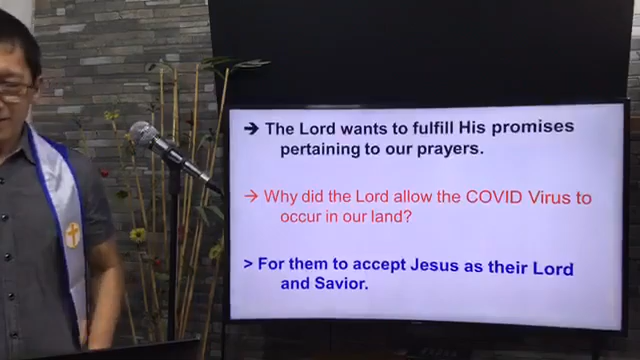 ➔ The Lord wants to fulfill His promises
pertaining to our prayers.
→ Why did the Lord allow the COVID Virus to
occur in our land?
> For them to accept Jesus as their Lord
and Savior.